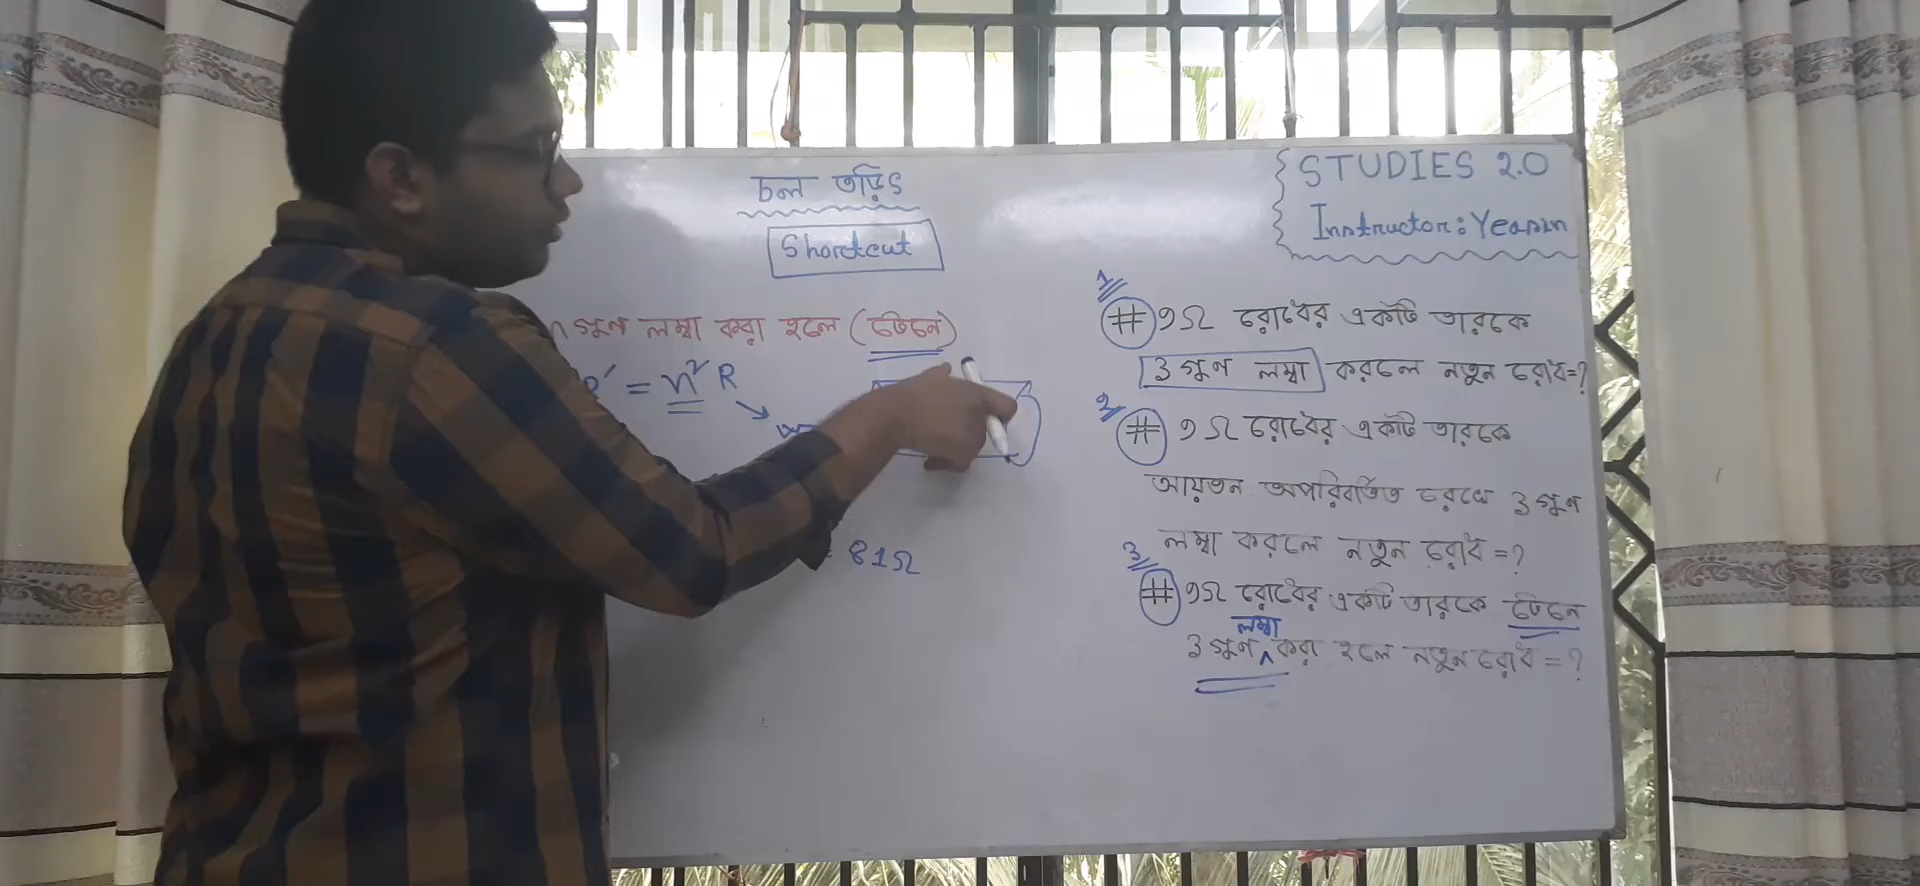 চল তড়িৎ
Shortcut
n গুণ লম্বা করা হলে (টেনে)
R′ = n² R
= 81Ω
STUDIES 2.0
Instructor: Yeasin
1
# 9Ω রোধের একটি তারকে
3 গুণ লম্বা করলে নতুন রোধ=?
2
# 9Ω রোধের একটি তারকে
আয়তন অপরিবর্তিত রেখে 3 গুণ
লম্বা করলে নতুন রোধ =?
3
# 9Ω রোধের একটি তারকে টেনে
3 গুণ লম্বা করা হলে নতুন রোধ =?